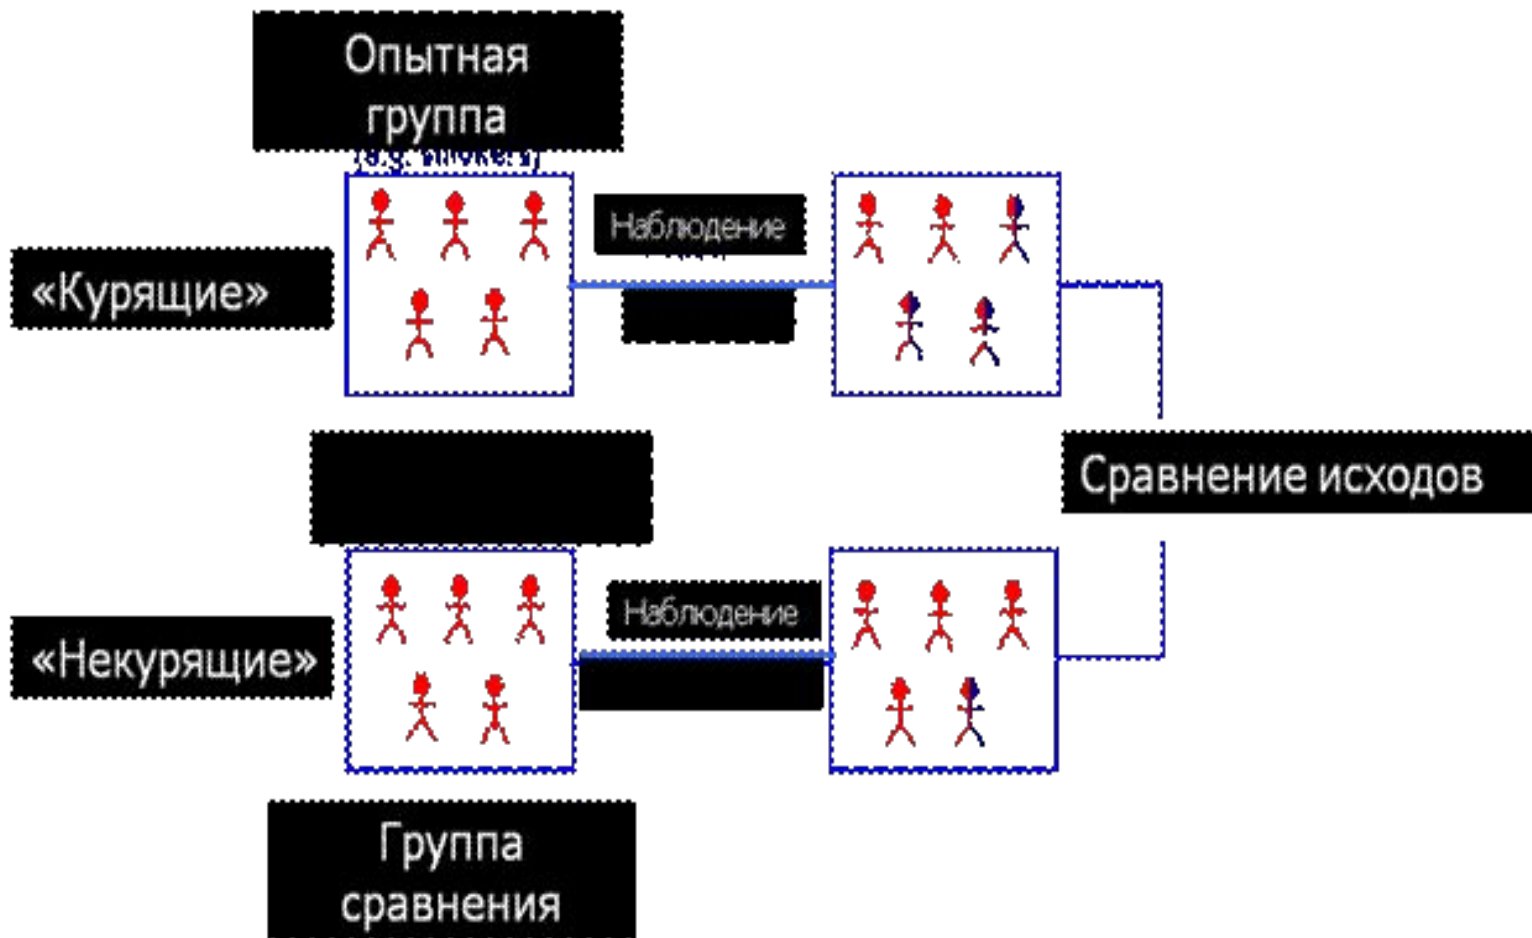 Опытная
группа
«Курящие»
Наблюдение
Сравнение исходов
«Некурящие»
Наблюдение
Группа
сравнения